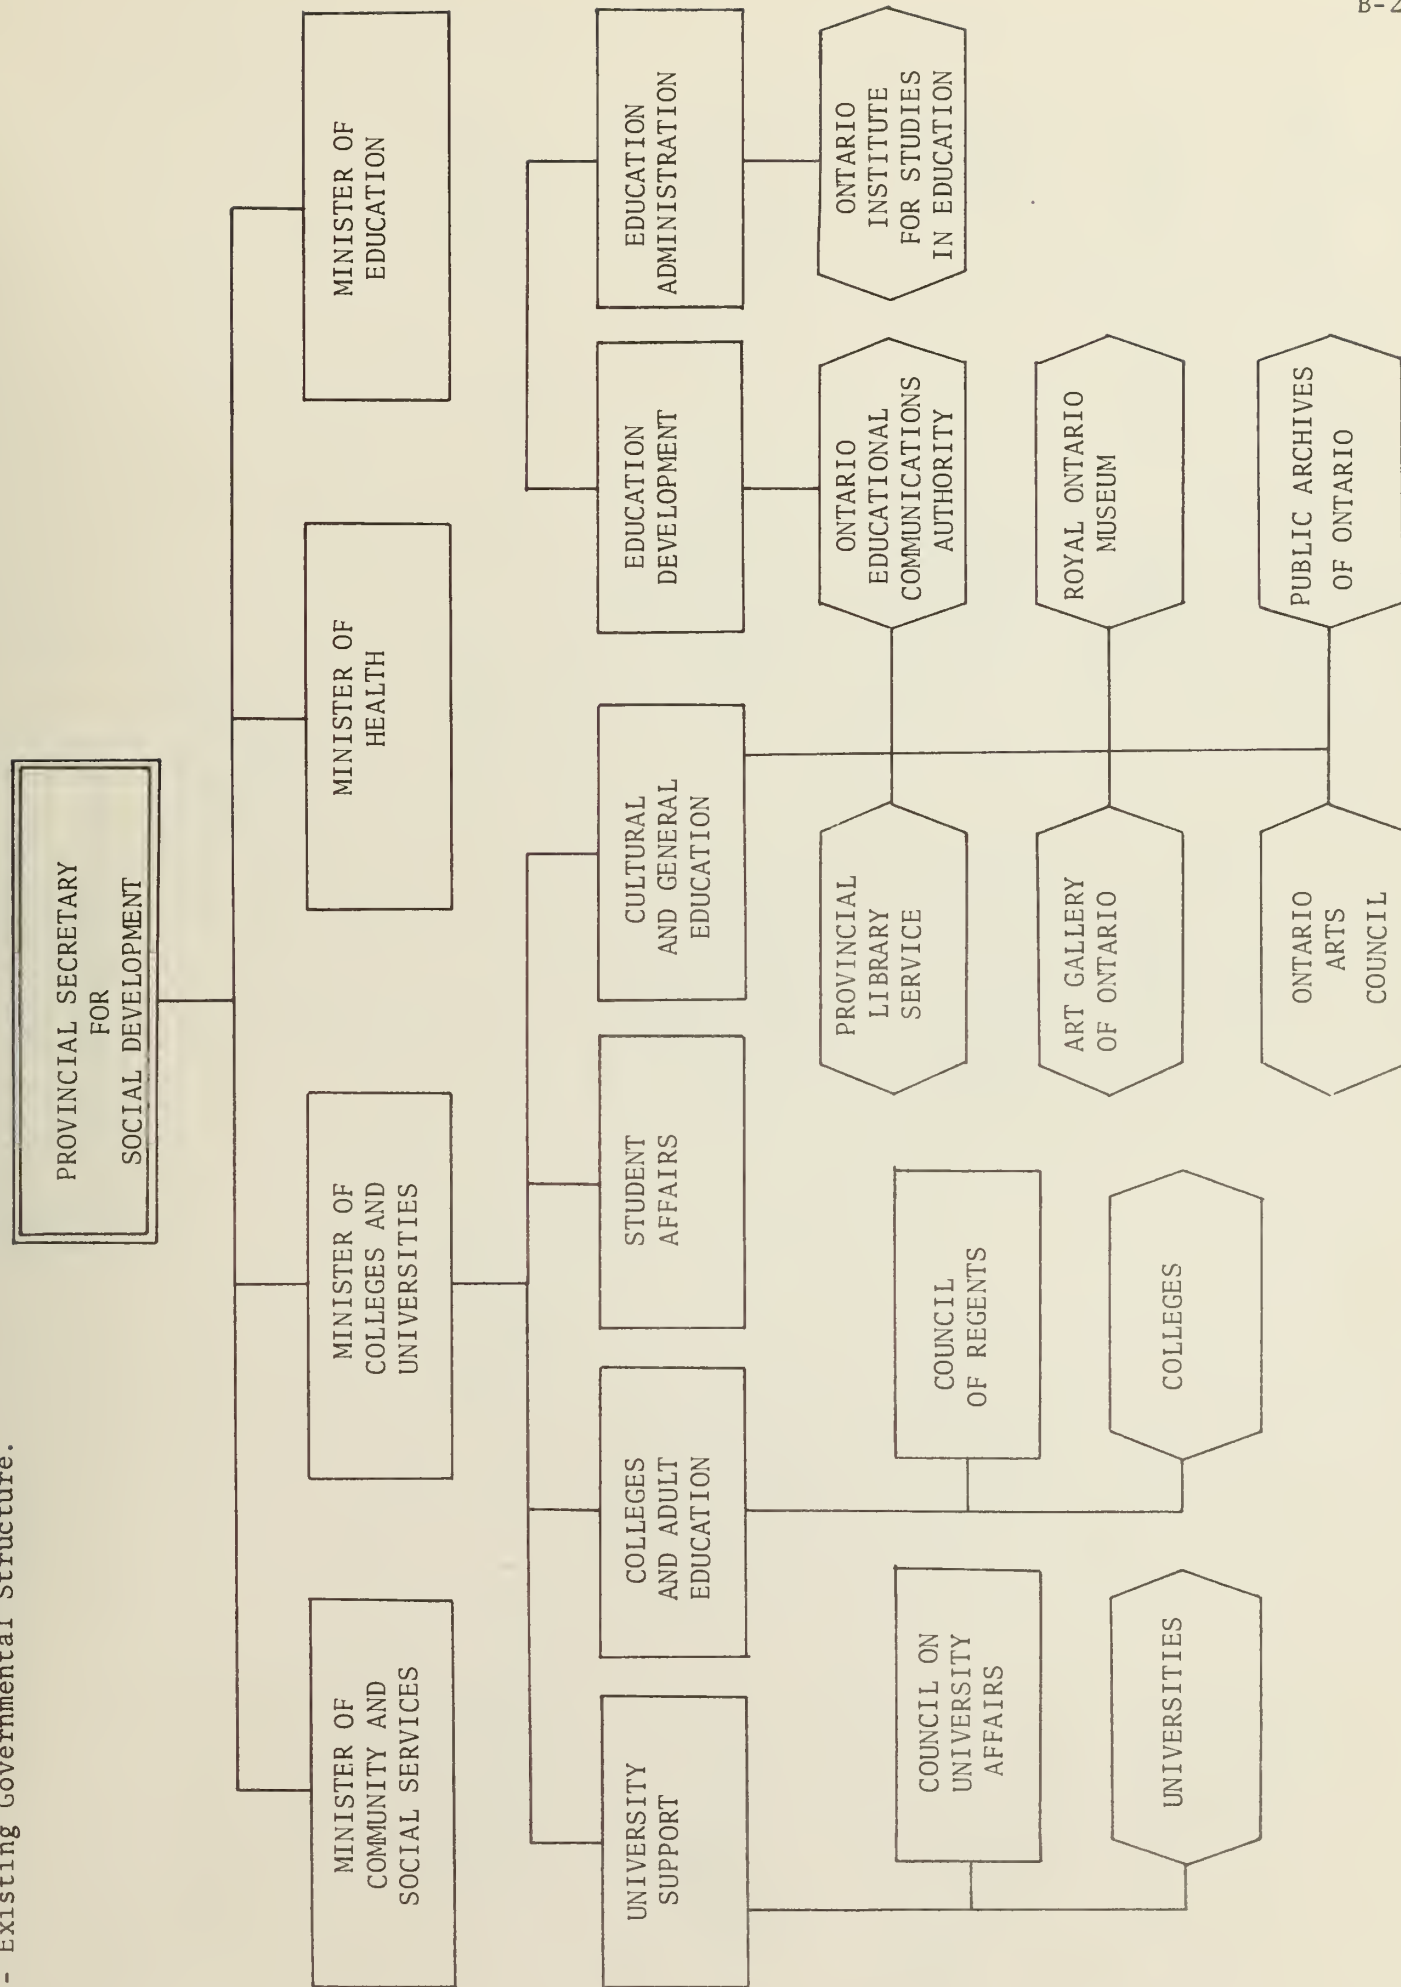 B-2
- Existing Governmental Structure.
PROVINCIAL SECRETARY
FOR
SOCIAL DEVELOPMENT
MINISTER OF
COMMUNITY AND
SOCIAL SERVICES
MINISTER OF
COLLEGES AND
UNIVERSITIES
MINISTER OF
HEALTH
MINISTER OF
EDUCATION
UNIVERSITY
SUPPORT
COLLEGES
AND ADULT
EDUCATION
STUDENT
AFFAIRS
CULTURAL
AND GENERAL
EDUCATION
EDUCATION
DEVELOPMENT
EDUCATION
ADMINISTRATION
COUNCIL ON
UNIVERSITY
AFFAIRS
COUNCIL
OF REGENTS
PROVINCIAL
LIBRARY
SERVICE
ONTARIO
EDUCATIONAL
COMMUNICATIONS
AUTHORITY
ONTARIO
INSTITUTE
FOR STUDIES
IN EDUCATION
UNIVERSITIES
COLLEGES
ART GALLERY
OF ONTARIO
ROYAL ONTARIO
MUSEUM
ONTARIO
ARTS
COUNCIL
PUBLIC ARCHIVES
OF ONTARIO